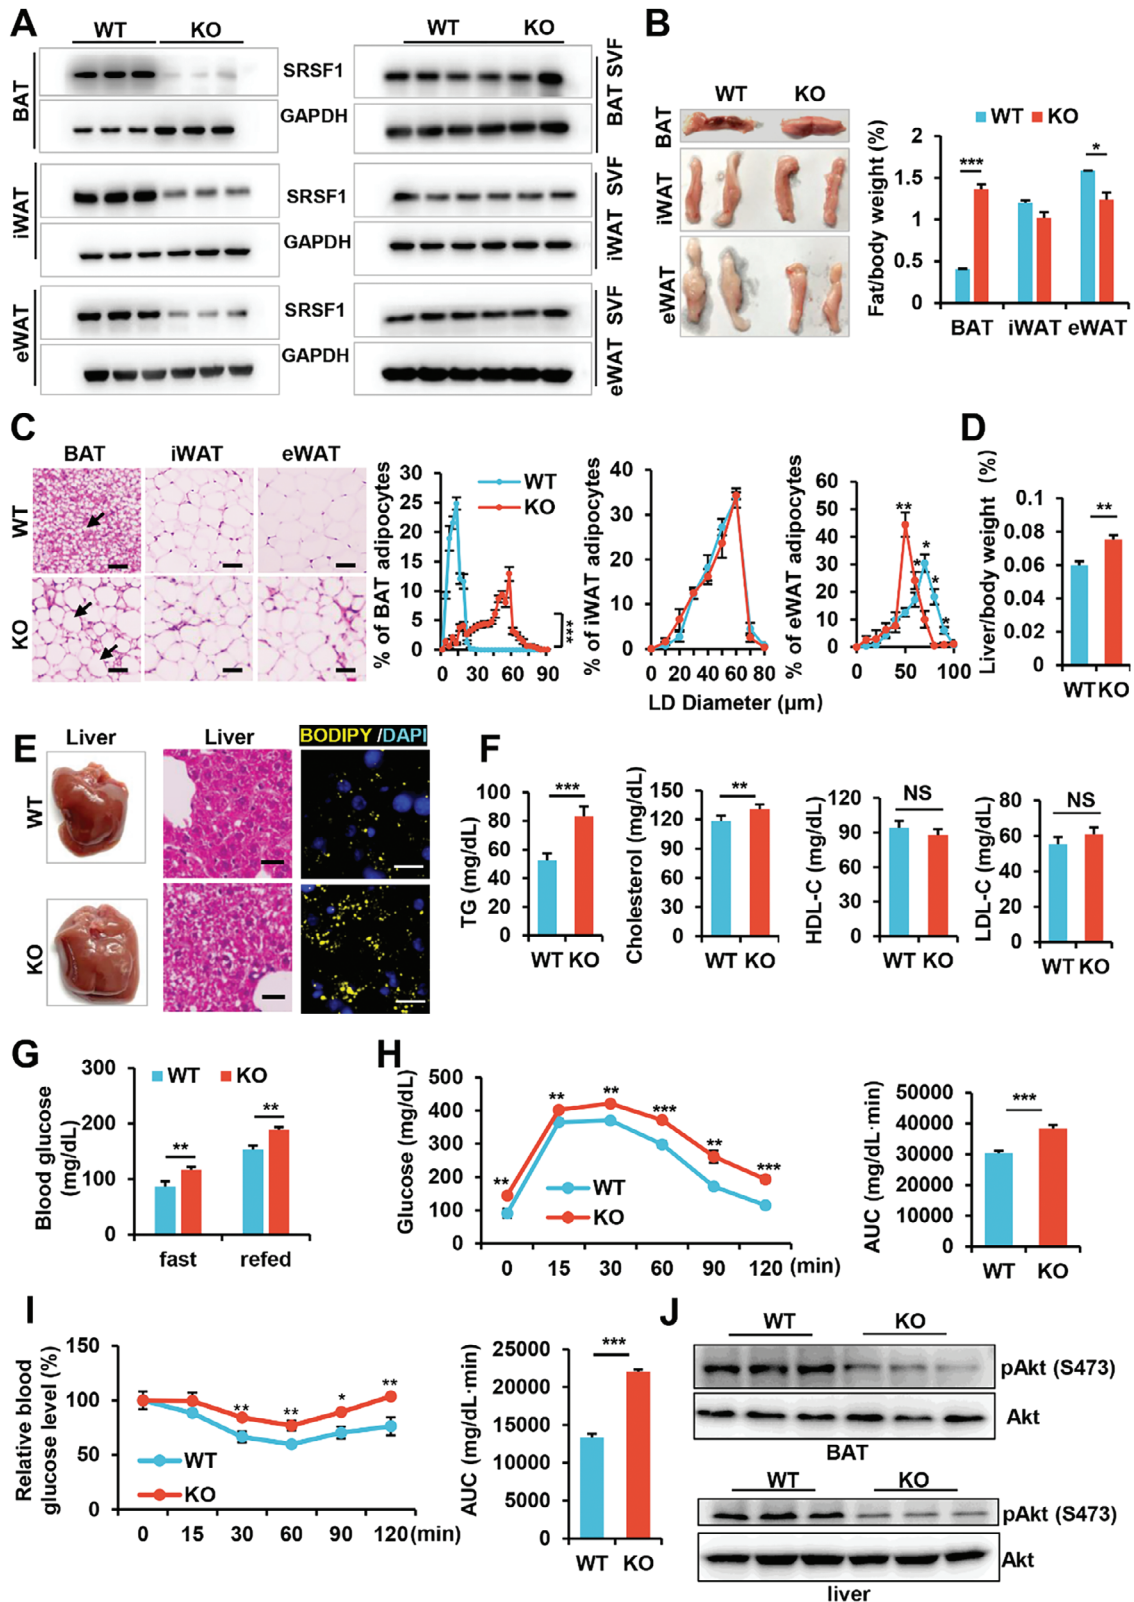 A
WT KO
WT KO
BAT
SRSF1
GAPDH
BAT SVF
iWAT
SRSF1
GAPDH
iWAT SVF
eWAT
SRSF1
GAPDH
eWAT SVF
B
WT KO
BAT
iWAT
eWAT
WT KO
Fat/body weight (%)
2
1.5
1
0.5
0
***
*
BAT iWAT eWAT
C
BAT iWAT eWAT
WT
KO
% of BAT adipocytes
30
25
20
15
10
5
0
WT
KO
***
0 30 60 90
% of iWAT adipocytes
40
30
20
10
0
0 20 40 60 80
LD Diameter (μm)
% of eWAT adipocytes
60
50
40
30
20
10
0
**
*
*
*
*
0 50 100
D
Liver/body weight (%)
0.1
0.08
0.06
0.04
0.02
0
**
WT KO
E
Liver Liver BODIPY /DAPI
WT
KO
F
TG (mg/dL)
100
80
60
40
20
0
***
WT KO
Cholesterol (mg/dL)
150
120
90
60
30
0
**
WT KO
HDL-C (mg/dL)
120
90
60
30
0
NS
WT KO
LDL-C (mg/dL)
80
60
40
20
0
NS
WT KO
G
Blood glucose
(mg/dL)
300
200
100
0
WT KO
**
**
fast refed
H
Glucose (mg/dL)
500
400
300
200
100
0
** ** ** *** ** ***
WT
KO
0 15 30 60 90 120 (min)
AUC (mg/dL·min)
50000
40000
30000
20000
10000
0
***
WT KO
I
Relative blood
glucose level (%)
150
100
50
0
** ** * **
WT
KO
0 15 30 60 90 120 (min)
AUC (mg/dL·min)
25000
20000
15000
10000
5000
0
***
WT KO
J
WT KO
pAkt (S473)
Akt
BAT
WT KO
pAkt (S473)
Akt
liver